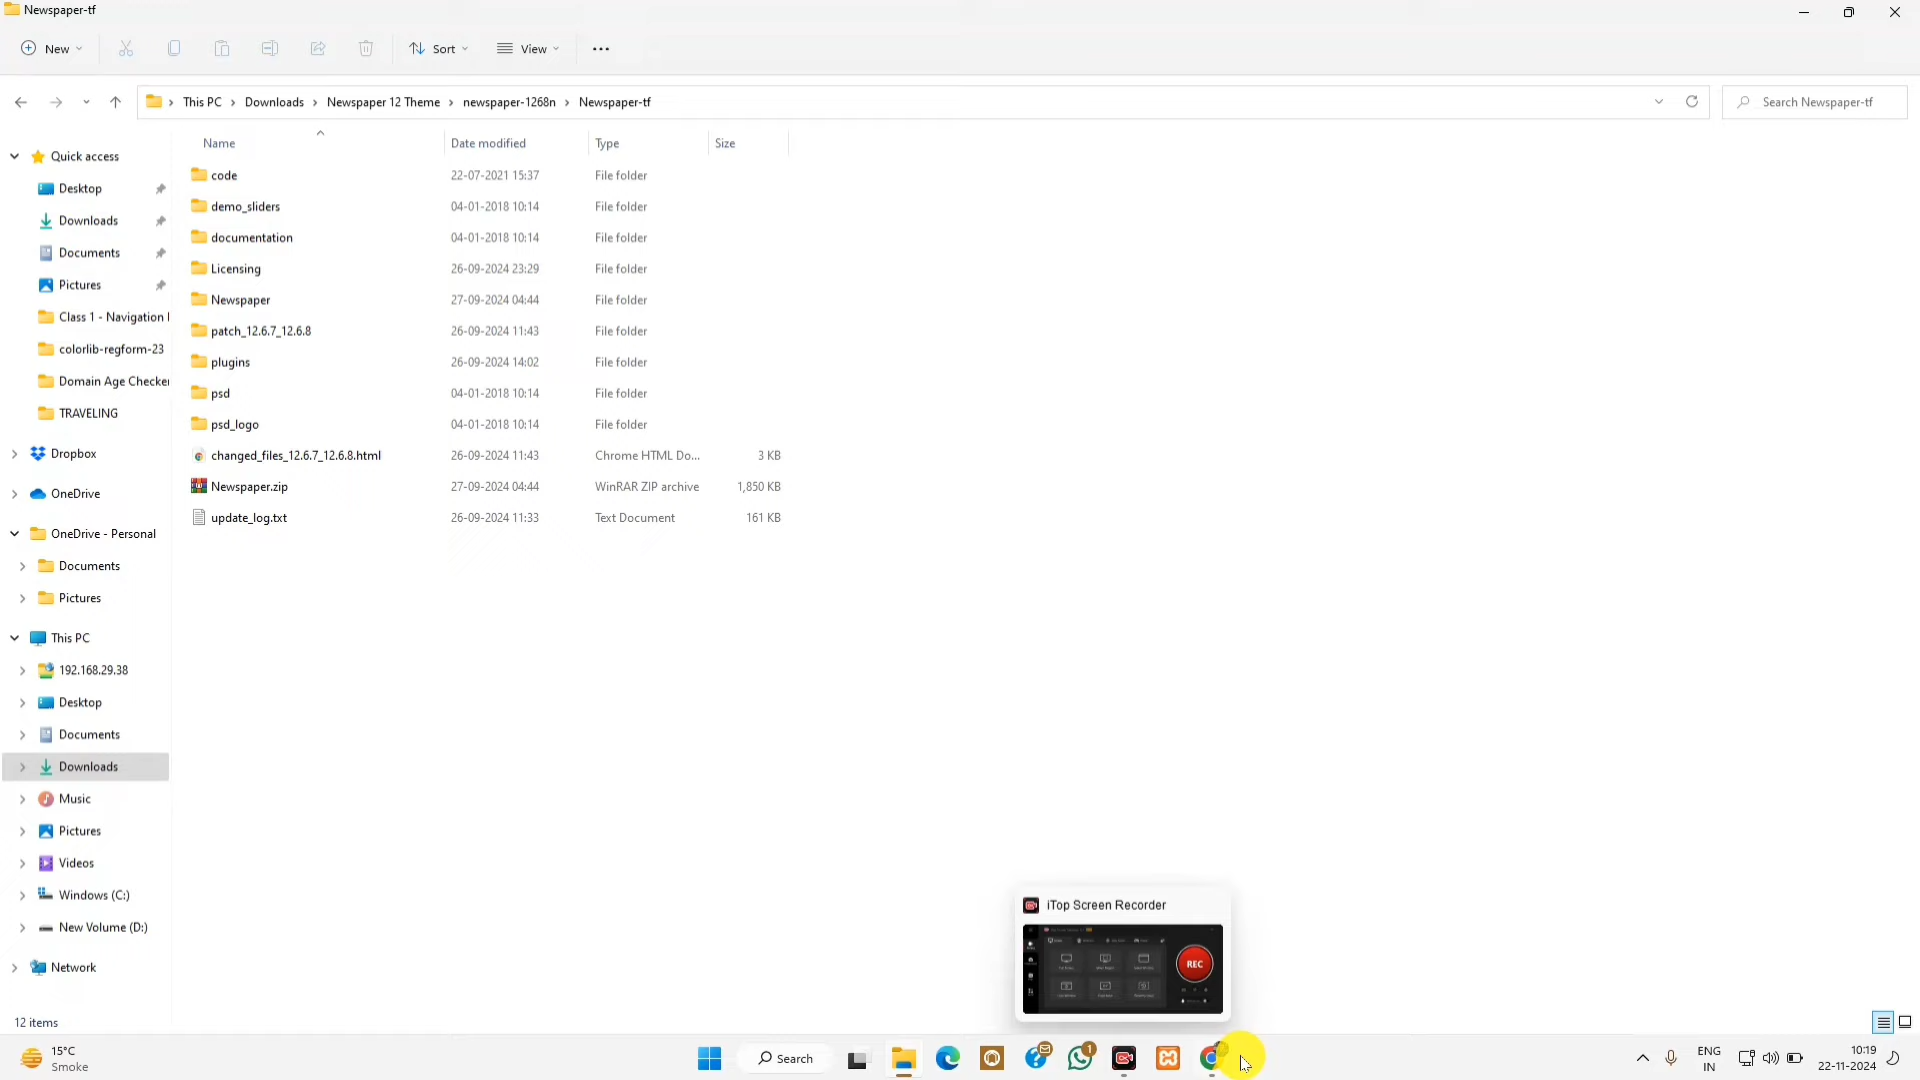 Newspaper-tf
New
Sort
View
This PC > Downloads > Newspaper 12 Theme > newspaper-1268n > Newspaper-tf
Search Newspaper-tf
Name Date modified Type Size
code 22-07-2021 15:37 File folder
demo_sliders 04-01-2018 10:14 File folder
documentation 04-01-2018 10:14 File folder
Licensing 26-09-2024 23:29 File folder
Newspaper 27-09-2024 04:44 File folder
patch_12.6.7_12.6.8 26-09-2024 11:43 File folder
plugins 26-09-2024 14:02 File folder
psd 04-01-2018 10:14 File folder
psd_logo 04-01-2018 10:14 File folder
changed_files_12.6.7_12.6.8.html 26-09-2024 11:43 Chrome HTML Do... 3 KB
Newspaper.zip 27-09-2024 04:44 WinRAR ZIP archive 1,850 KB
update_log.txt 26-09-2024 11:33 Text Document 161 KB
Quick access
Desktop
Downloads
Documents
Pictures
Class 1 - Navigation
colorlib-regform-23
Domain Age Checker
TRAVELING
Dropbox
OneDrive
OneDrive - Personal
Documents
Pictures
This PC
192.168.29.38
Desktop
Documents
Downloads
Music
Pictures
Videos
Windows (C:)
New Volume (D:)
Network
12 items
iTop Screen Recorder
REC
15°C
Smoke
Search
1
ENG
IN
10:19
22-11-2024